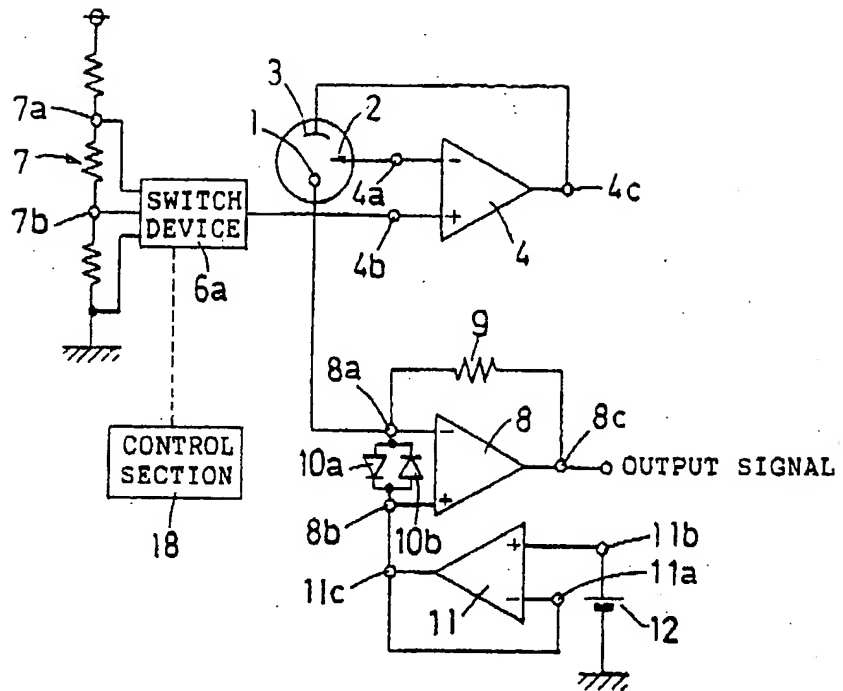 3
2
1
7a
7
7b
SWITCH
DEVICE
6a
4a
4b
-
+
4
4c
9
8a
8
8c
-
+
OUTPUT SIGNAL
CONTROL
SECTION
18
10a
8b
10b
11c
+
-
11
11b
11a
12